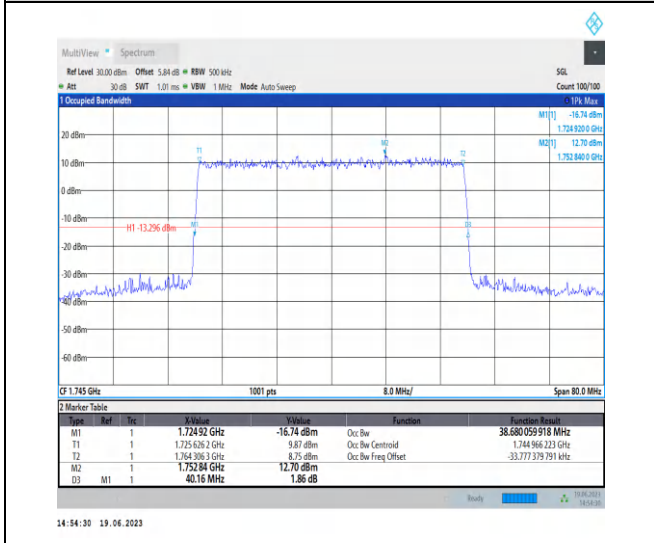 MultiView Spectrum
Ref Level 30.00 dBm Offset 5.84 dB RBW 500 kHz SGL
Att 30 dB SWT 1.01 ms VBW 1 MHz Mode Auto Sweep Count 100/100
1 Occupied Bandwidth 1Pk Max
M1[1] -16.74 dBm
1.724 920 0 GHz
20 dBm M2[1] 12.70 dBm
1.752 840 0 GHz
T1 M2 T2
10 dBm
0 dBm
-10 dBm
H1 -13.296 dBm M1 D3
-20 dBm
-30 dBm
-40 dBm
-50 dBm
-60 dBm
CF 1.745 GHz 1001 pts 8.0 MHz/ Span 80.0 MHz
2 Marker Table
Type Ref Trc X-Value Y-Value Function Function Result
M1 1 1.724 92 GHz -16.74 dBm Occ Bw 38.680 059 918 MHz
T1 1 1.725 626 2 GHz 9.87 dBm Occ Bw Centroid 1.744 966 223 GHz
T2 1 1.764 306 3 GHz 8.75 dBm Occ Bw Freq Offset -33.777 379 791 kHz
M2 1 1.752 84 GHz 12.70 dBm
D3 M1 1 40.16 MHz 1.86 dB
Ready 19.06.2023
14:54:30
14:54:30 19.06.2023